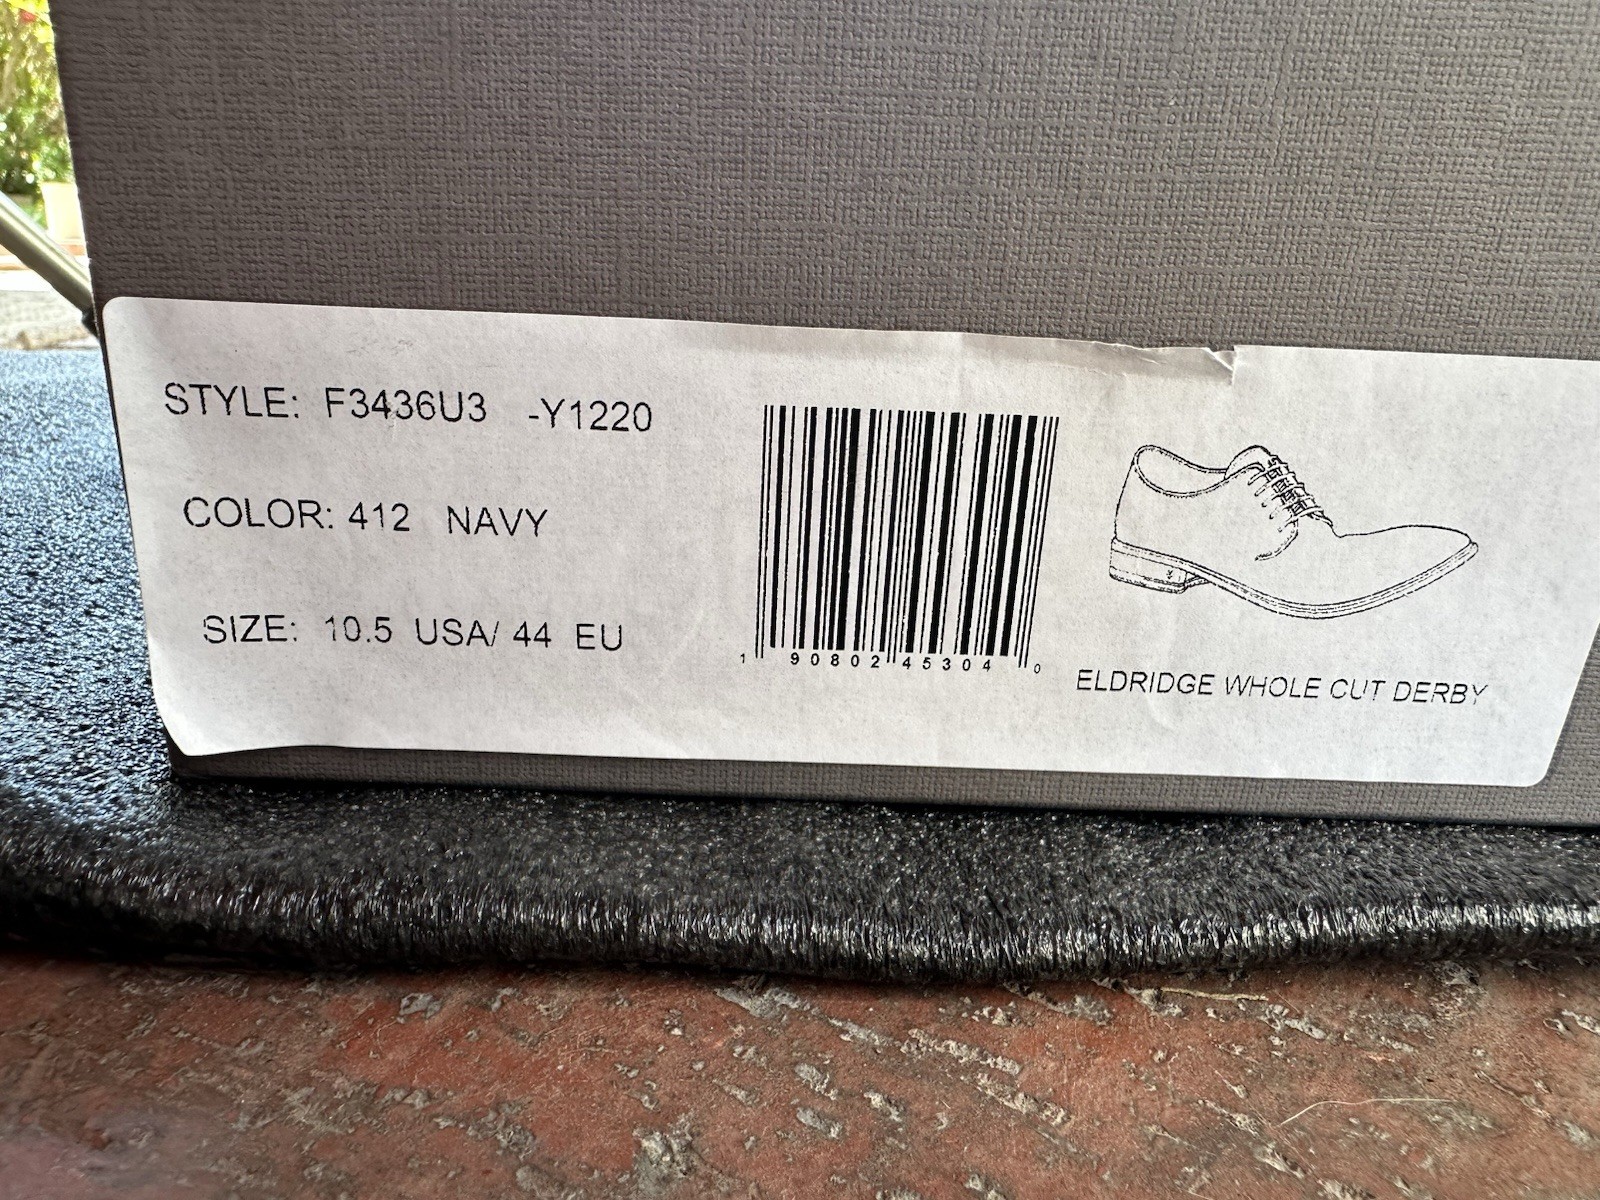 STYLE: F3436U3 -Y1220
COLOR: 412 NAVY
SIZE: 10.5 USA/ 44 EU
1 90802 45304 0
ELDRIDGE WHOLE CUT DERBY